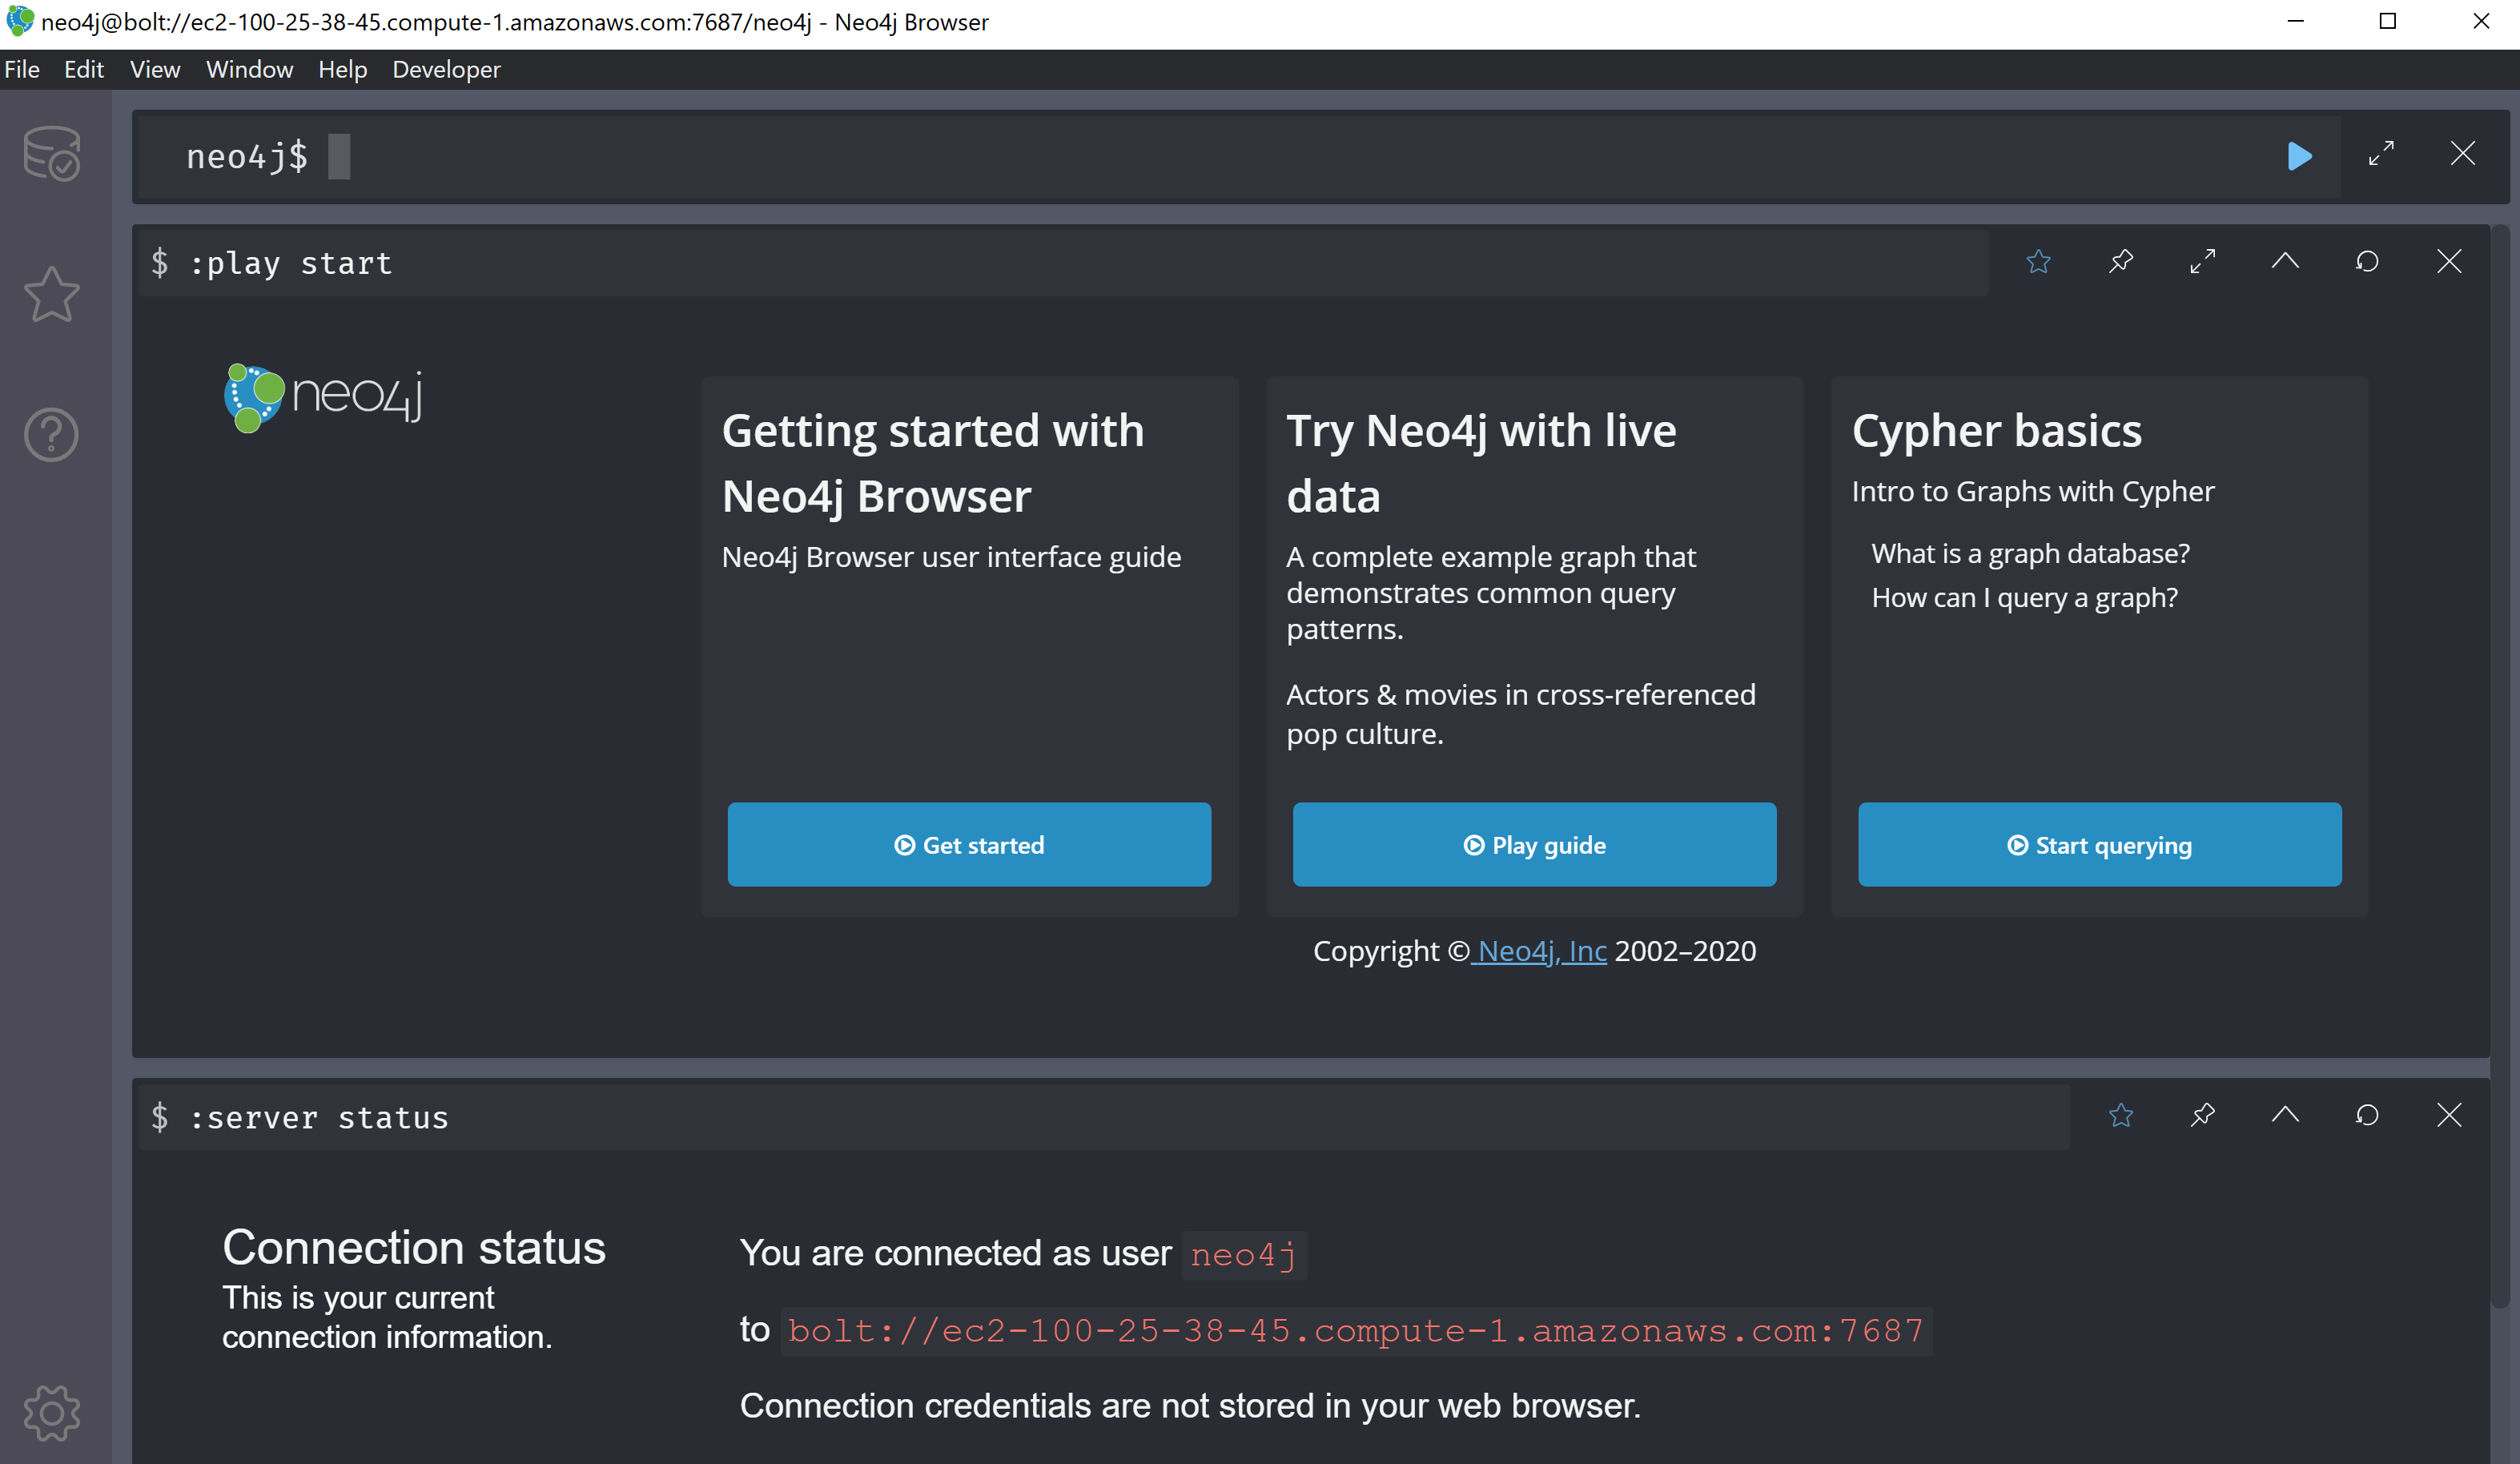 neo4j@bolt://ec2-100-25-38-45.compute-1.amazonaws.com:7687/neo4j - Neo4j Browser
File Edit View Window Help Developer
neo4j$
$ :play start
neo4j
Getting started with
Neo4j Browser
Neo4j Browser user interface guide
Get started
Try Neo4j with live
data
A complete example graph that
demonstrates common query
patterns.
Actors & movies in cross-referenced
pop culture.
Play guide
Cypher basics
Intro to Graphs with Cypher
What is a graph database?
How can I query a graph?
Start querying
Copyright © Neo4j, Inc 2002–2020
$ :server status
Connection status
This is your current
connection information.
You are connected as user neo4j
to bolt://ec2-100-25-38-45.compute-1.amazonaws.com:7687
Connection credentials are not stored in your web browser.